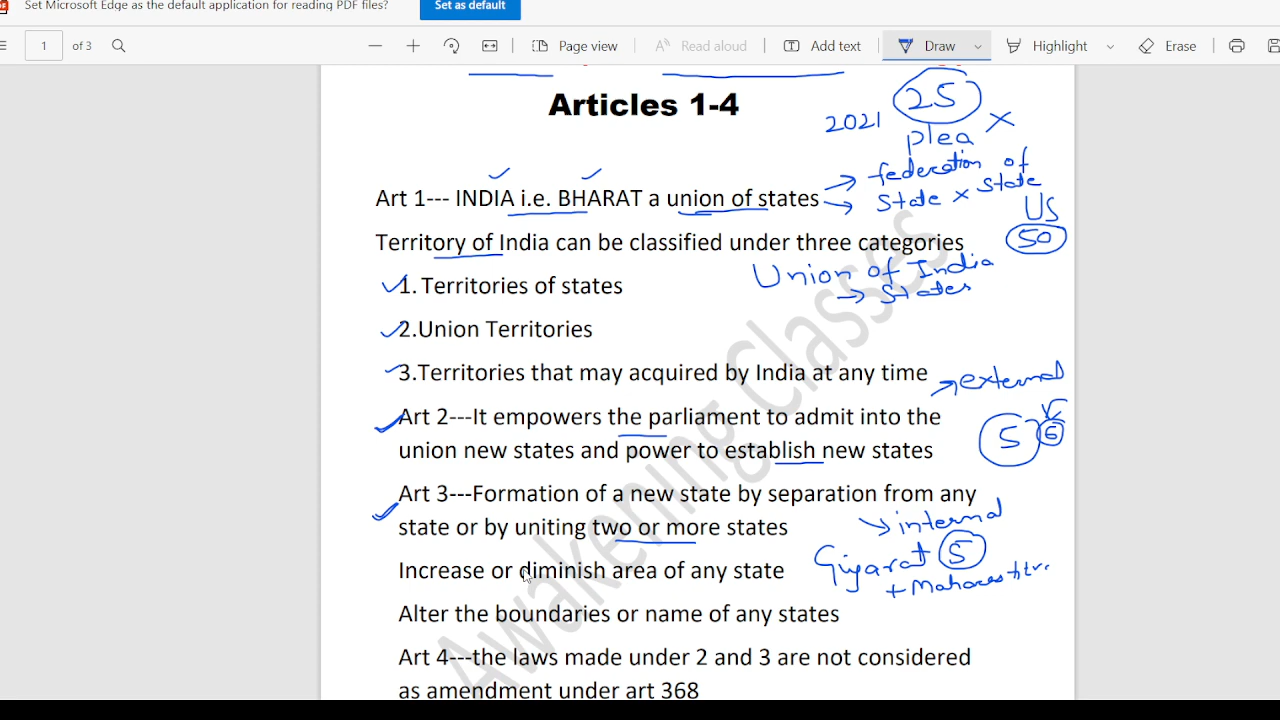 Set Microsoft Edge as the default application for reading PDF files? Set as default
1 of 3 Page view Read aloud Add text Draw Highlight Erase
Articles 1-4
25
2021
plea ×
Art 1--- INDIA i.e. BHARAT a union of states
federation of
state
state ×
US
50
Territory of India can be classified under three categories
Union of India
states
1. Territories of states
2.Union Territories
3.Territories that may acquired by India at any time
external
Art 2---It empowers the parliament to admit into the
union new states and power to establish new states
5 6
Art 3---Formation of a new state by separation from any
state or by uniting two or more states
internal
Gujarat 5
Increase or diminish area of any state
Alter the boundaries or name of any states
Art 4---the laws made under 2 and 3 are not considered
as amendment under art 368
Awakening Classes